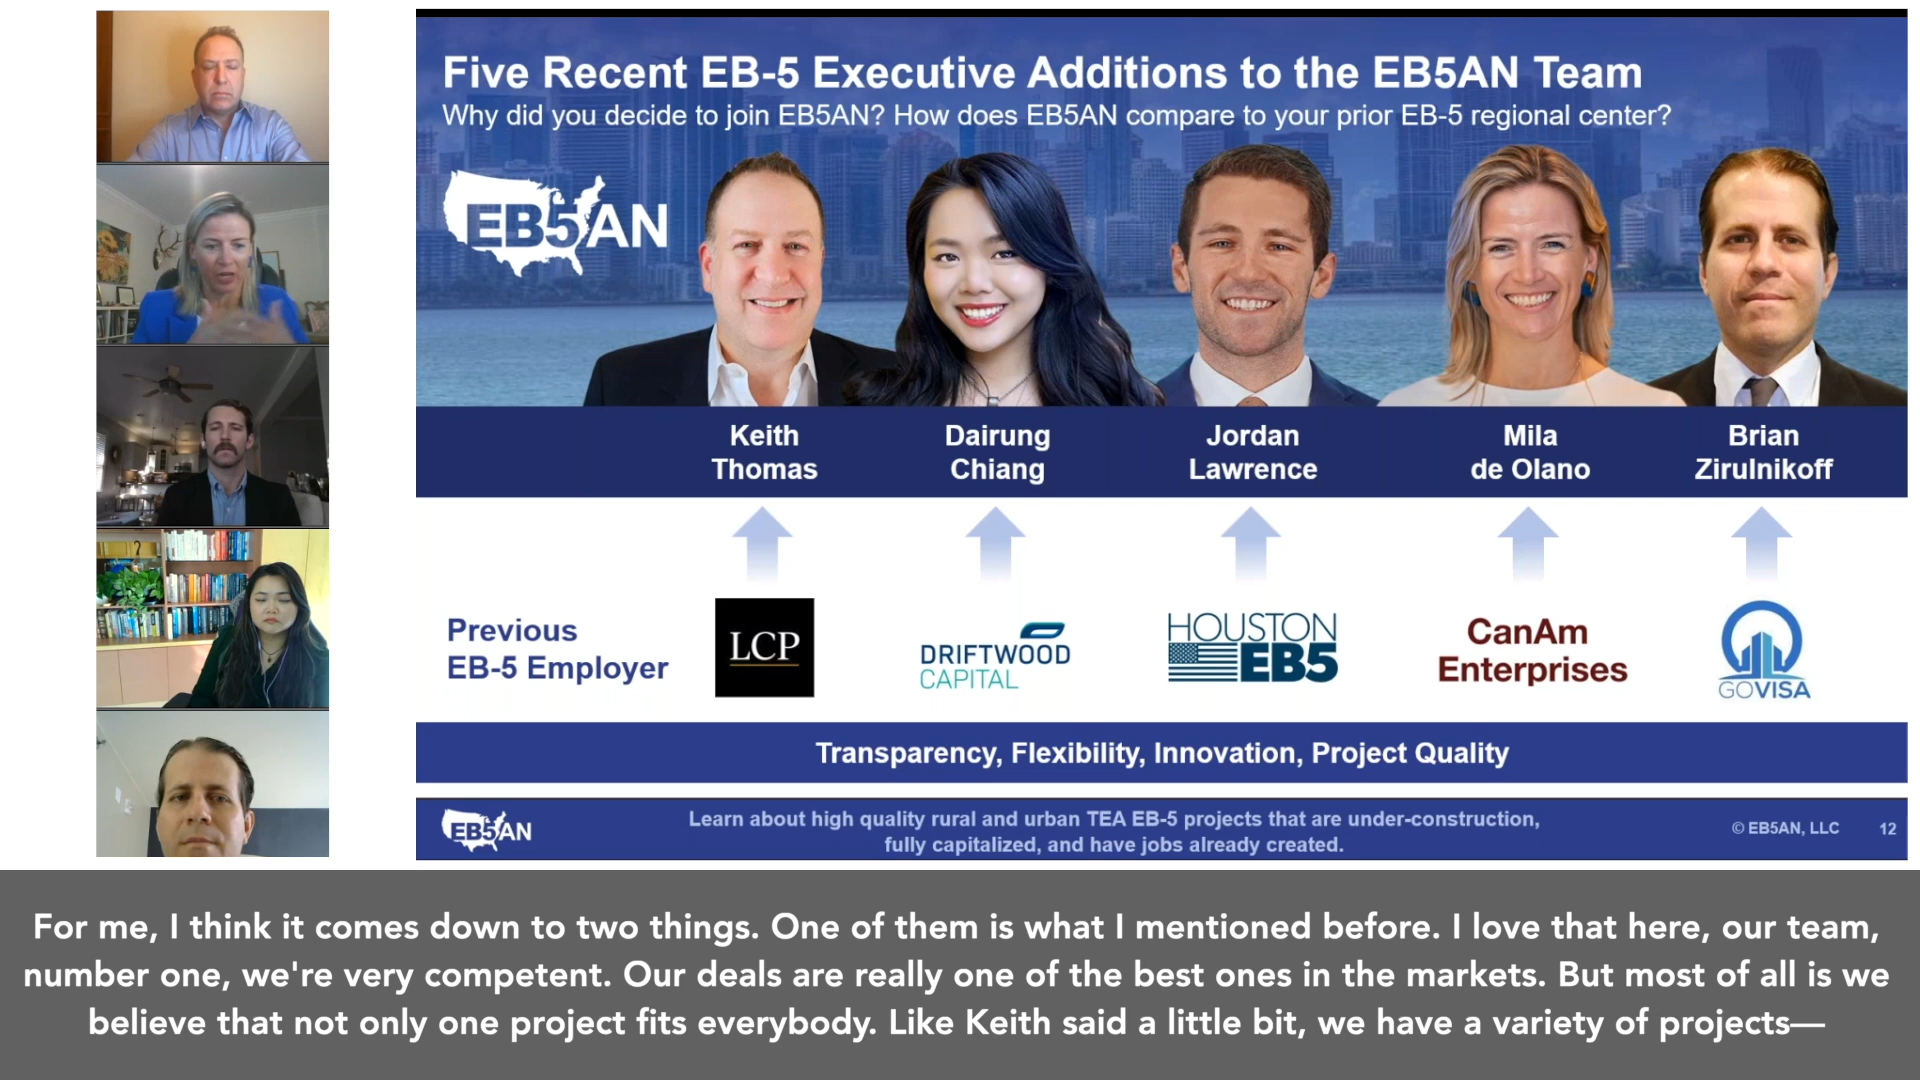 Five Recent EB-5 Executive Additions to the EB5AN Team
Why did you decide to join EB5AN? How does EB5AN compare to your prior EB-5 regional center?
EB5AN
Keith
Thomas
Dairung
Chiang
Jordan
Lawrence
Mila
de Olano
Brian
Zirulnikoff
Previous
EB-5 Employer
LCP
DRIFTWOOD
CAPITAL
HOUSTON
EB5
CanAm
Enterprises
GOVISA
Transparency, Flexibility, Innovation, Project Quality
EB5AN
Learn about high quality rural and urban TEA EB-5 projects that are under-construction,
fully capitalized, and have jobs already created.
© EB5AN, LLC 12
For me, I think it comes down to two things. One of them is what I mentioned before. I love that here, our team,
number one, we're very competent. Our deals are really one of the best ones in the markets. But most of all is we
believe that not only one project fits everybody. Like Keith said a little bit, we have a variety of projects—